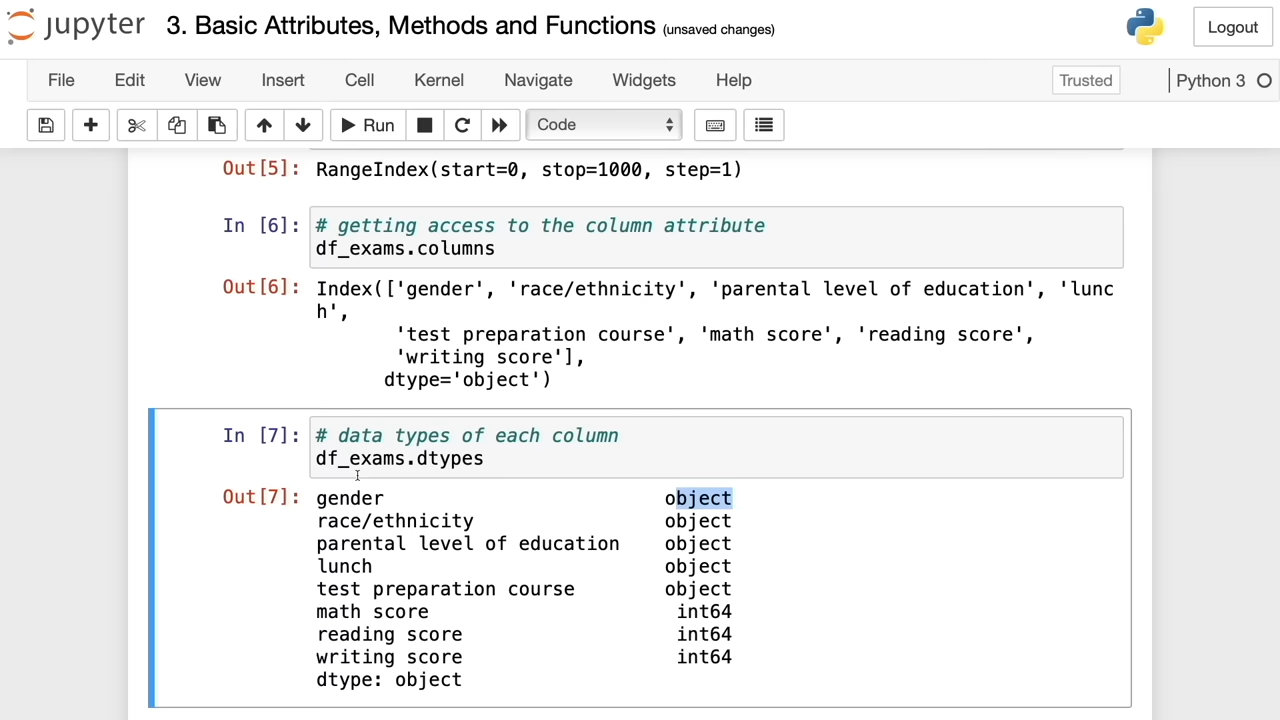 jupyter 3. Basic Attributes, Methods and Functions (unsaved changes) Logout
File Edit View Insert Cell Kernel Navigate Widgets Help Trusted Python 3
Run Code
Out[5]: RangeIndex(start=0, stop=1000, step=1)
In [6]: # getting access to the column attribute
df_exams.columns
Out[6]: Index(['gender', 'race/ethnicity', 'parental level of education', 'lunc
h',
'test preparation course', 'math score', 'reading score',
'writing score'],
dtype='object')
In [7]: # data types of each column
df_exams.dtypes
Out[7]: gender object
race/ethnicity object
parental level of education object
lunch object
test preparation course object
math score int64
reading score int64
writing score int64
dtype: object